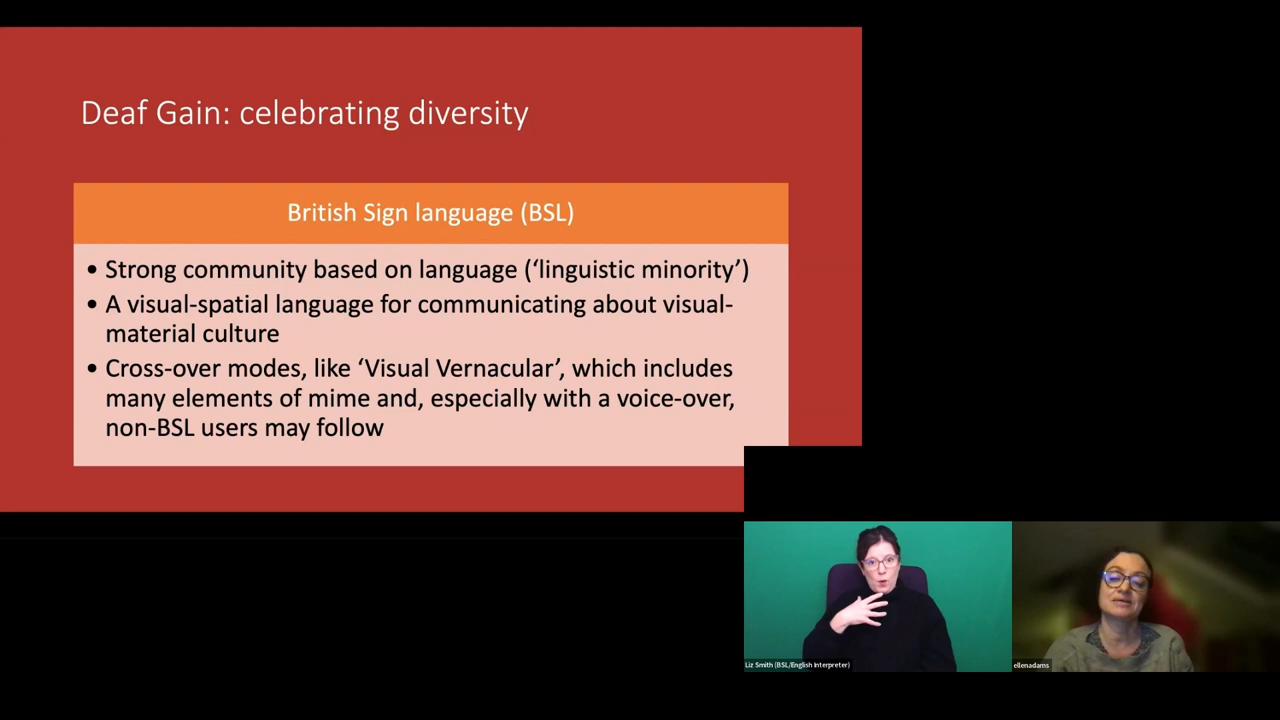 Deaf Gain: celebrating diversity
British Sign language (BSL)
• Strong community based on language (‘linguistic minority’)
• A visual-spatial language for communicating about visual-
material culture
• Cross-over modes, like ‘Visual Vernacular’, which includes
many elements of mime and, especially with a voice-over,
non-BSL users may follow
Liz Smith (BSL/English Interpreter)
ellenadams